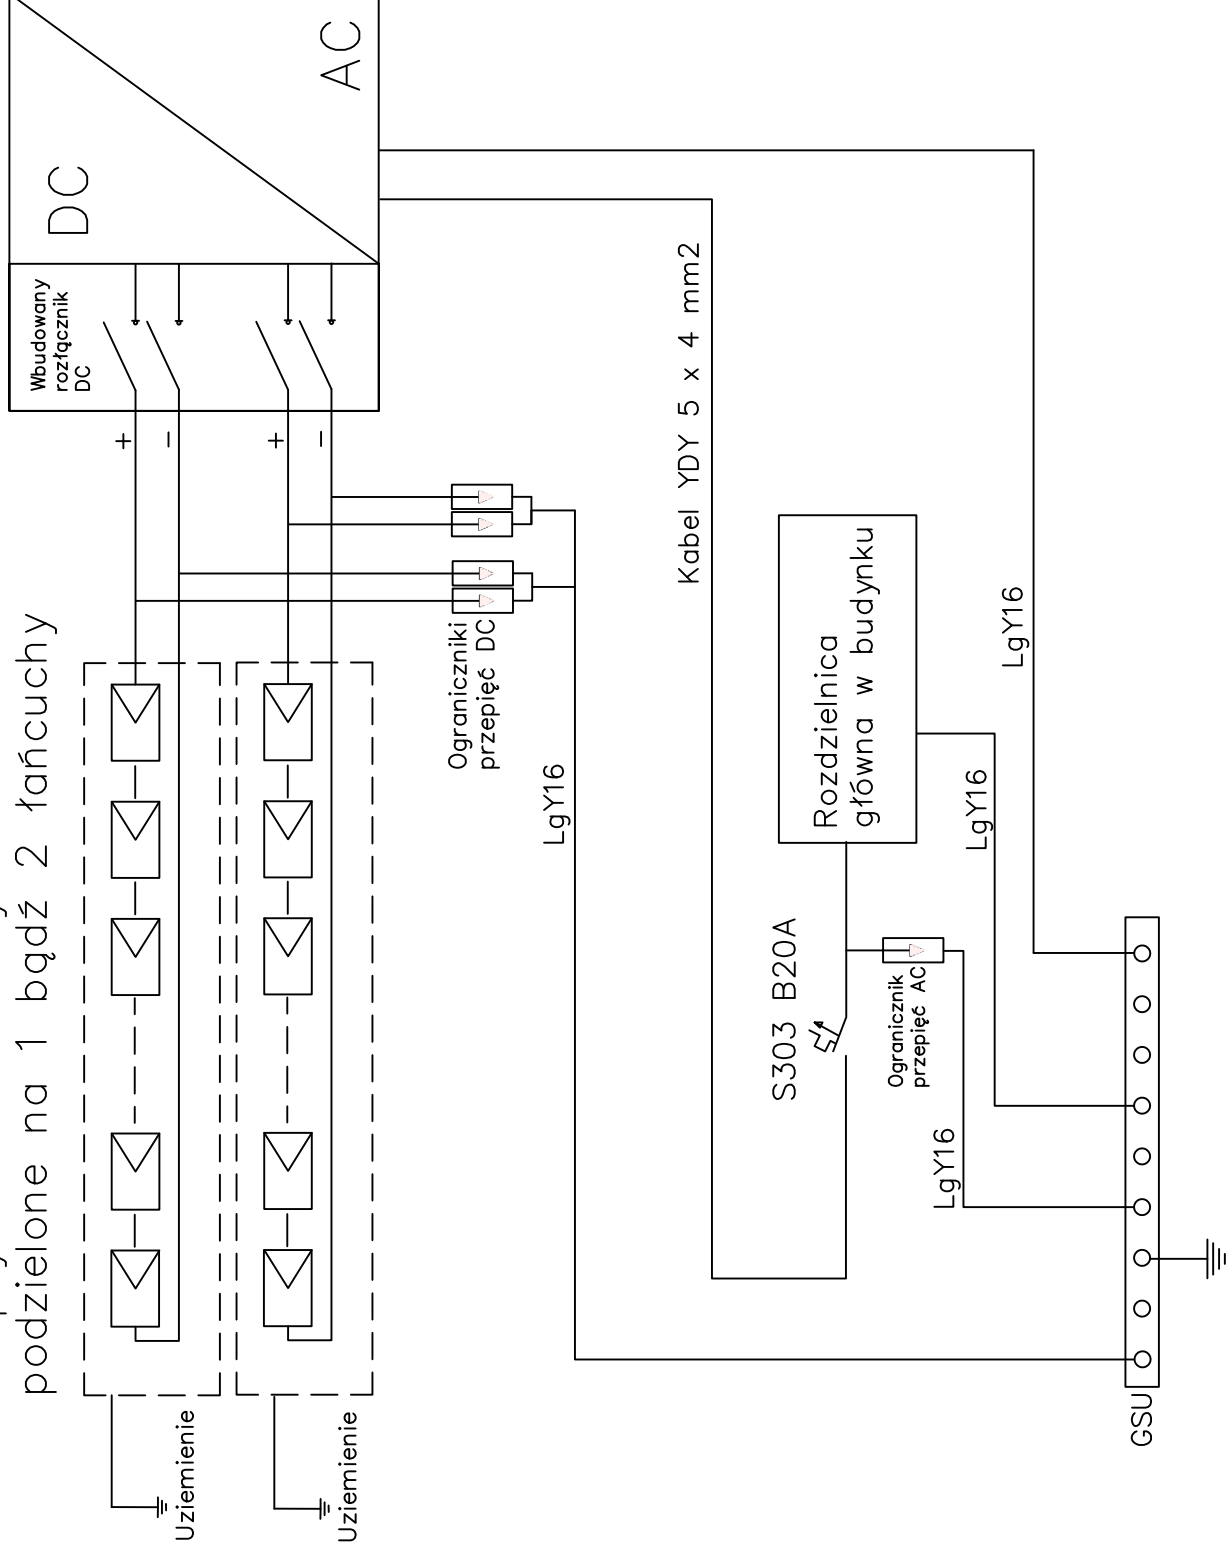 podzielone na 1 bądź 2 łańcuchy
DC
AC
Wbudowany
rozłącznik
DC
+
−
+
−
Ograniczniki
przepięć DC
LgY16
Kabel YDY 5 x 4 mm2
Rozdzielnica
główna w budynku
S303 B20A
Ogranicznik
przepięć AC
LgY16
LgY16
LgY16
GSU
Uziemienie
Uziemienie